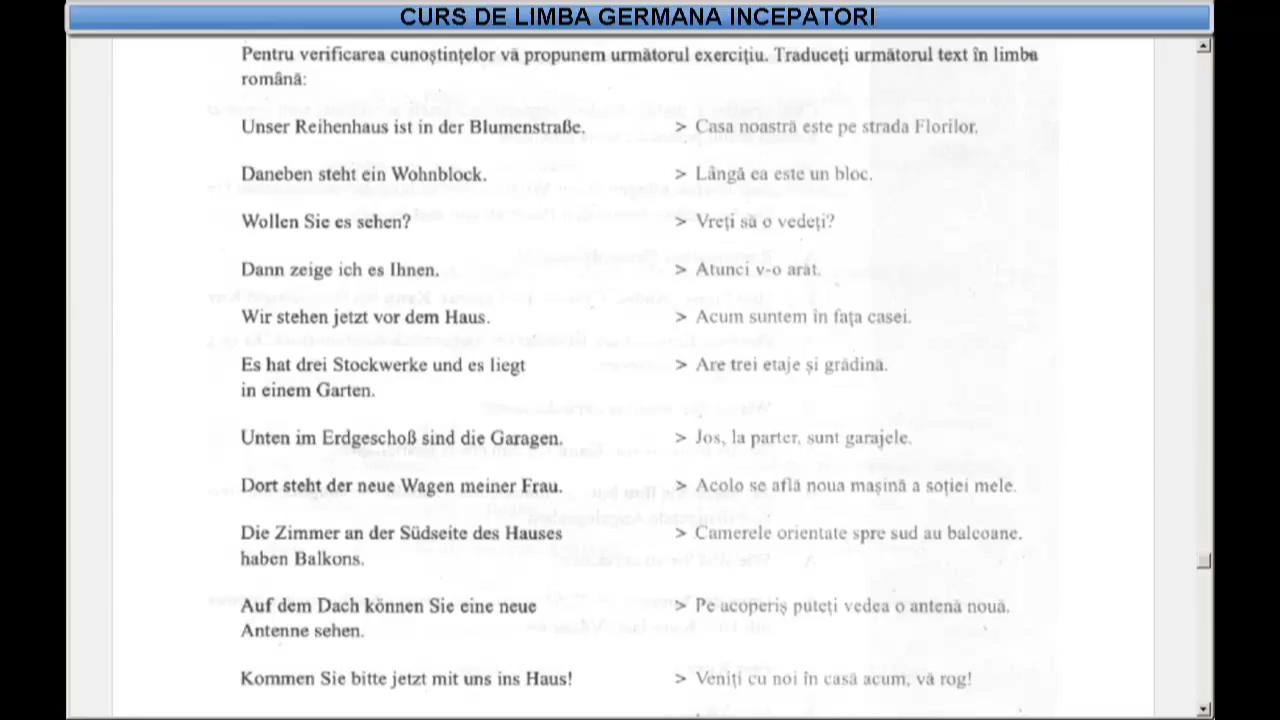 CURS DE LIMBA GERMANA INCEPATORI
Pentru verificarea cunoștințelor vă propunem următorul exercițiu. Traduceți următorul text în limba
română:
Unser Reihenhaus ist in der Blumenstraße. > Casa noastră este pe strada Florilor.
Daneben steht ein Wohnblock. > Lângă ea este un bloc.
Wollen Sie es sehen? > Vreți să o vedeți?
Dann zeige ich es Ihnen. > Atunci v-o arăt.
Wir stehen jetzt vor dem Haus. > Acum suntem în fața casei.
Es hat drei Stockwerke und es liegt > Are trei etaje și grădină.
in einem Garten.
Unten im Erdgeschoß sind die Garagen. > Jos, la parter, sunt garajele.
Dort steht der neue Wagen meiner Frau. > Acolo se află noua mașină a soției mele.
Die Zimmer an der Südseite des Hauses > Camerele orientate spre sud au balcoane.
haben Balkons.
Auf dem Dach können Sie eine neue > Pe acoperiș puteți vedea o antenă nouă.
Antenne sehen.
Kommen Sie bitte jetzt mit uns ins Haus! > Veniți cu noi în casă acum, vă rog!